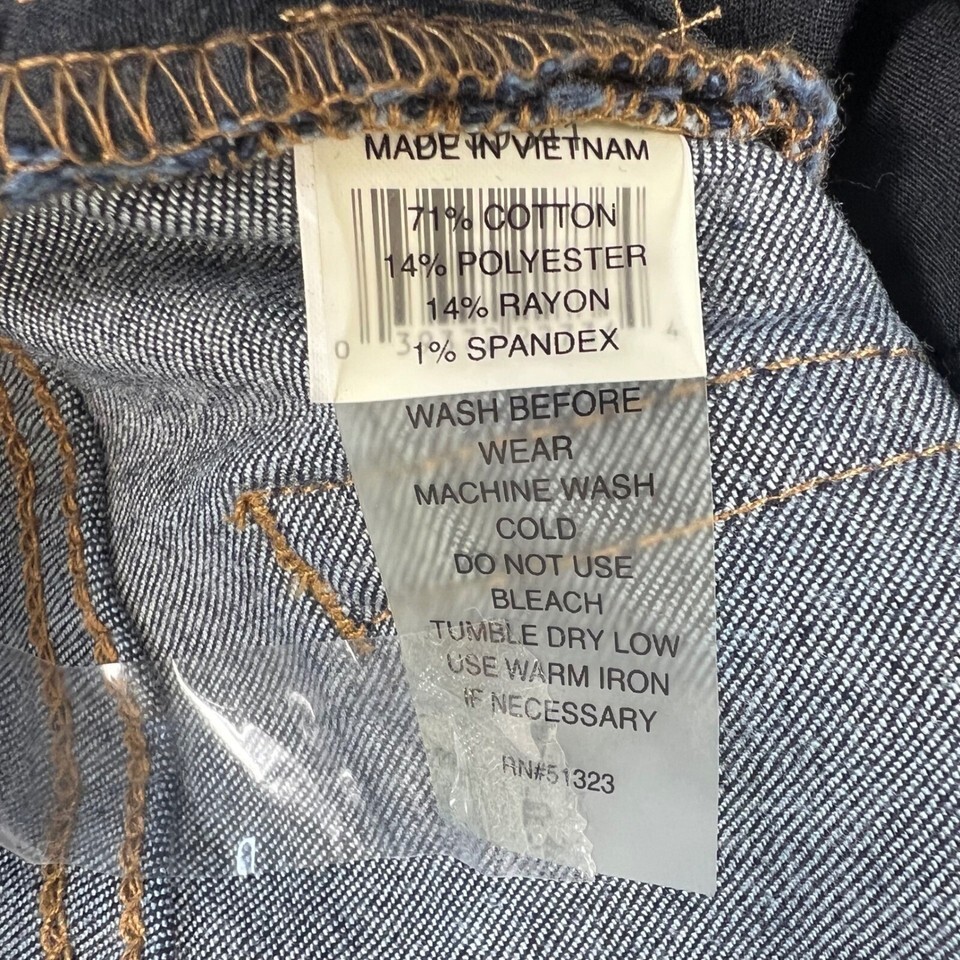 MADE IN VIETNAM
71% COTTON
14% POLYESTER
14% RAYON
1% SPANDEX
WASH BEFORE
WEAR
MACHINE WASH
COLD
DO NOT USE
BLEACH
TUMBLE DRY LOW
USE WARM IRON
IF NECESSARY
RN#51323